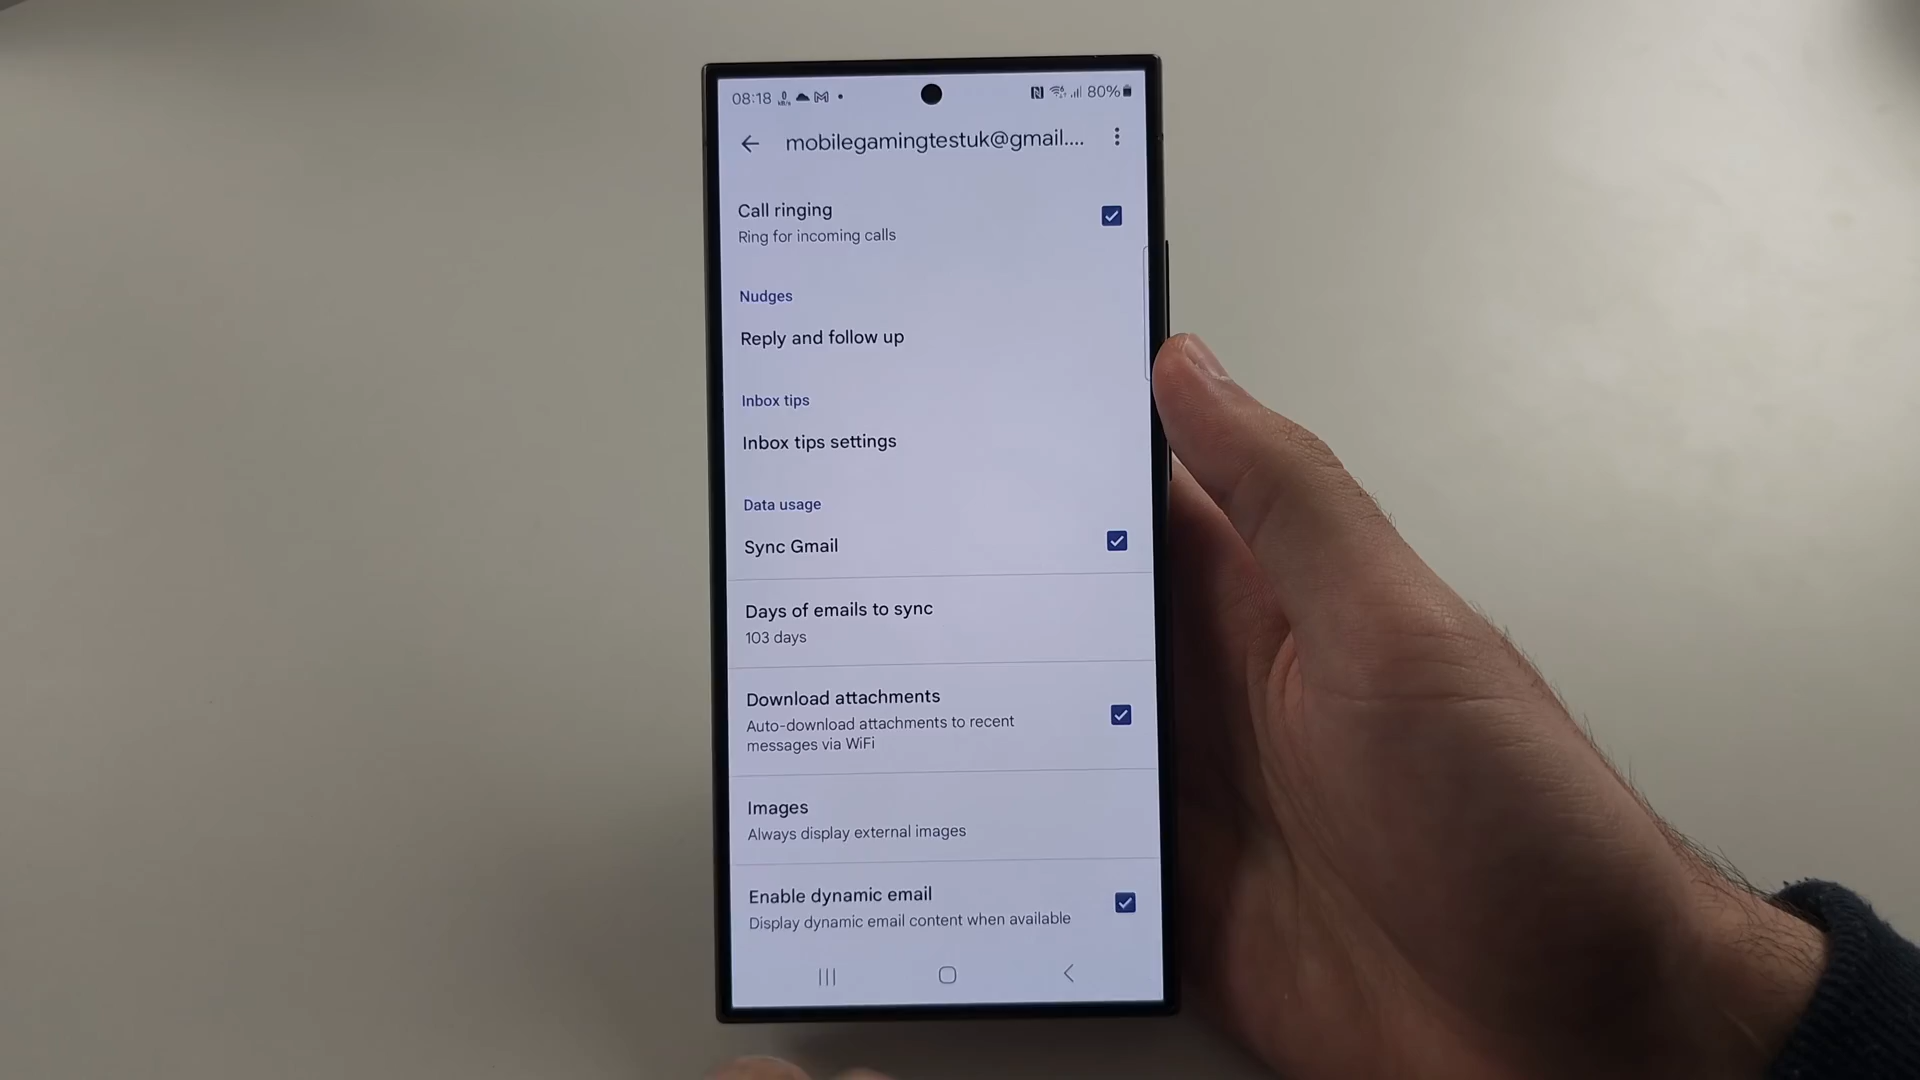 08:18
80%
mobilegamingtestuk@gmail....
Call ringing
Ring for incoming calls
Nudges
Reply and follow up
Inbox tips
Inbox tips settings
Data usage
Sync Gmail
Days of emails to sync
103 days
Download attachments
Auto-download attachments to recent
messages via WiFi
Images
Always display external images
Enable dynamic email
Display dynamic email content when available